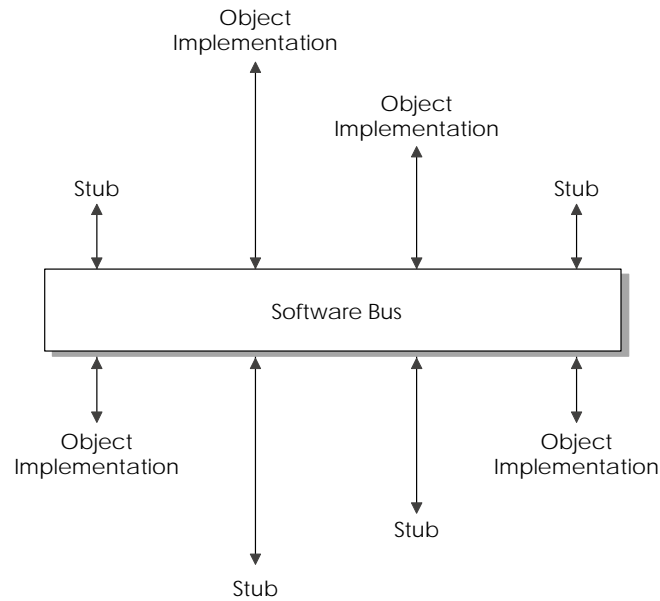 Object
Implementation
Object
Implementation
Stub
Stub
Software Bus
Object
Implementation
Object
Implementation
Stub
Stub